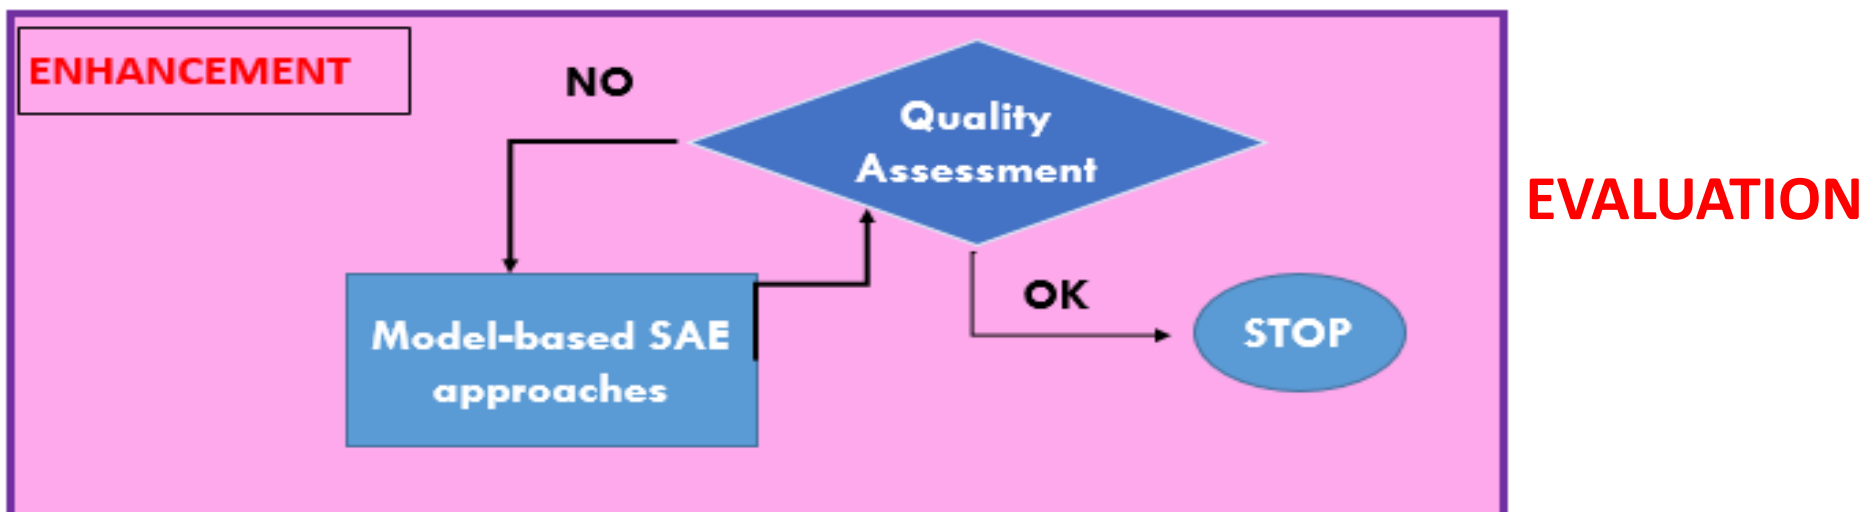 ENHANCEMENT
NO
Quality
Assessment
EVALUATION
OK
STOP
Model-based SAE
approaches